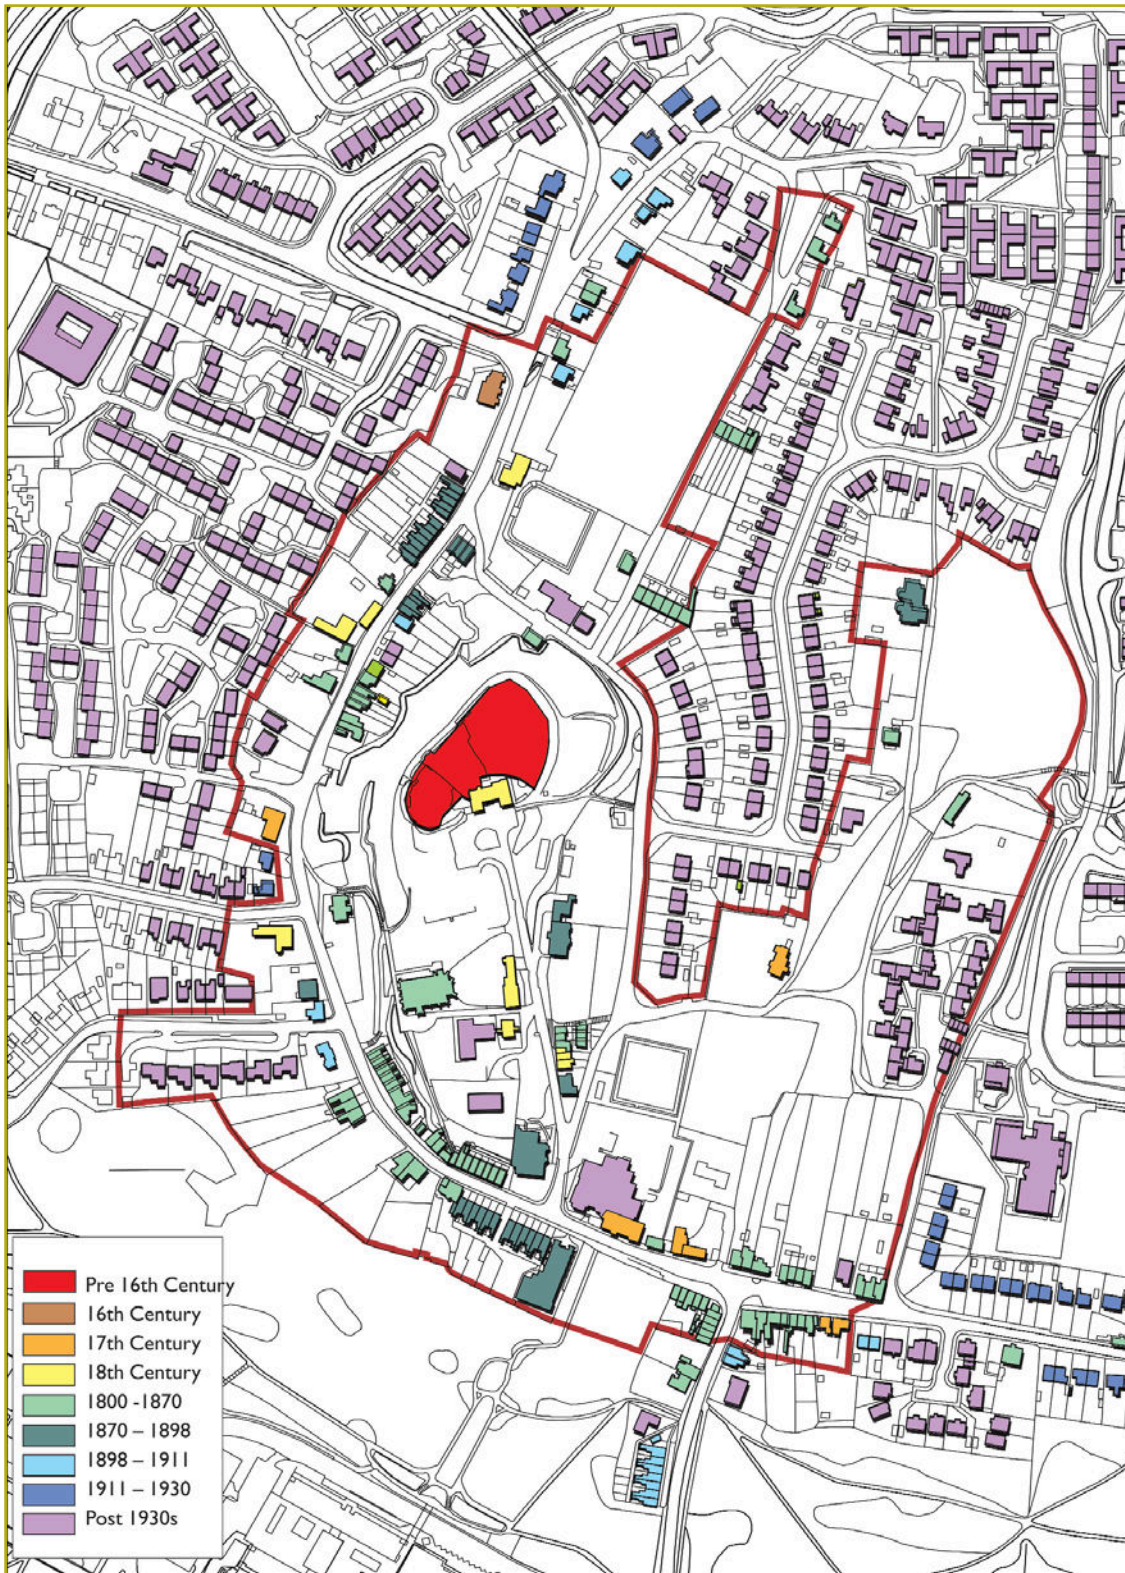 Pre 16th Century
16th Century
17th Century
18th Century
1800 -1870
1870 – 1898
1898 – 1911
1911 – 1930
Post 1930s